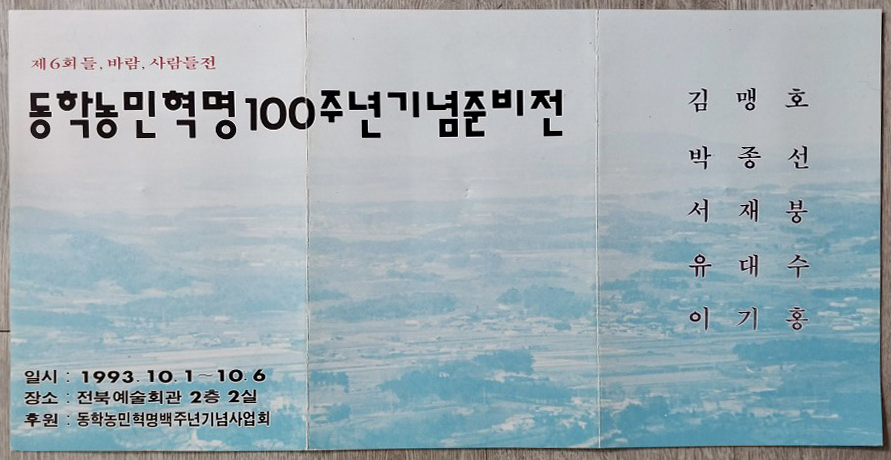 제6회 들, 바람, 사람들전
동학농민혁명100주년기념준비전
김 맹 호
박 종 선
서 재 붕
유 대 수
이 기 홍
일시 : 1993. 10. 1~10. 6
장소 : 전북예술회관 2층 2실
후원 : 동학농민혁명백주년기념사업회